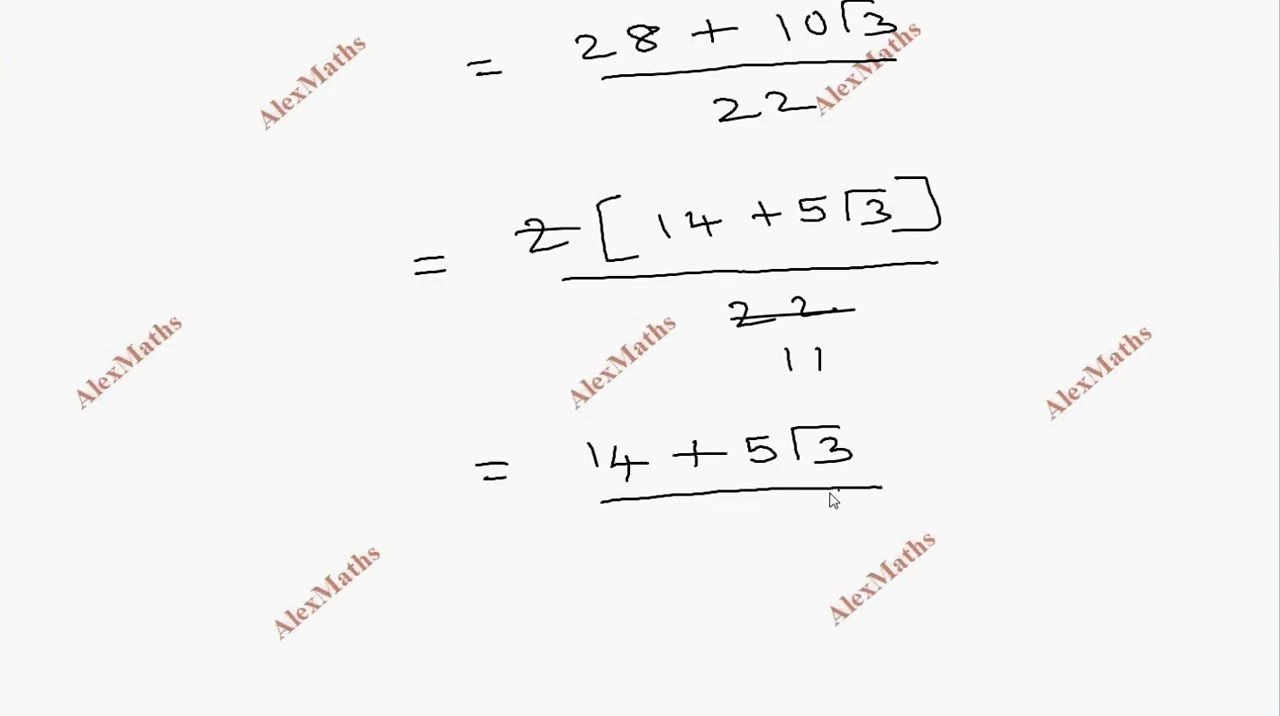 = 28 + 10√3
22
AlexMaths AlexMaths
= 2 [ 14 + 5√3 ]
22
11
AlexMaths AlexMaths AlexMaths
= 14 + 5√3
AlexMaths AlexMaths